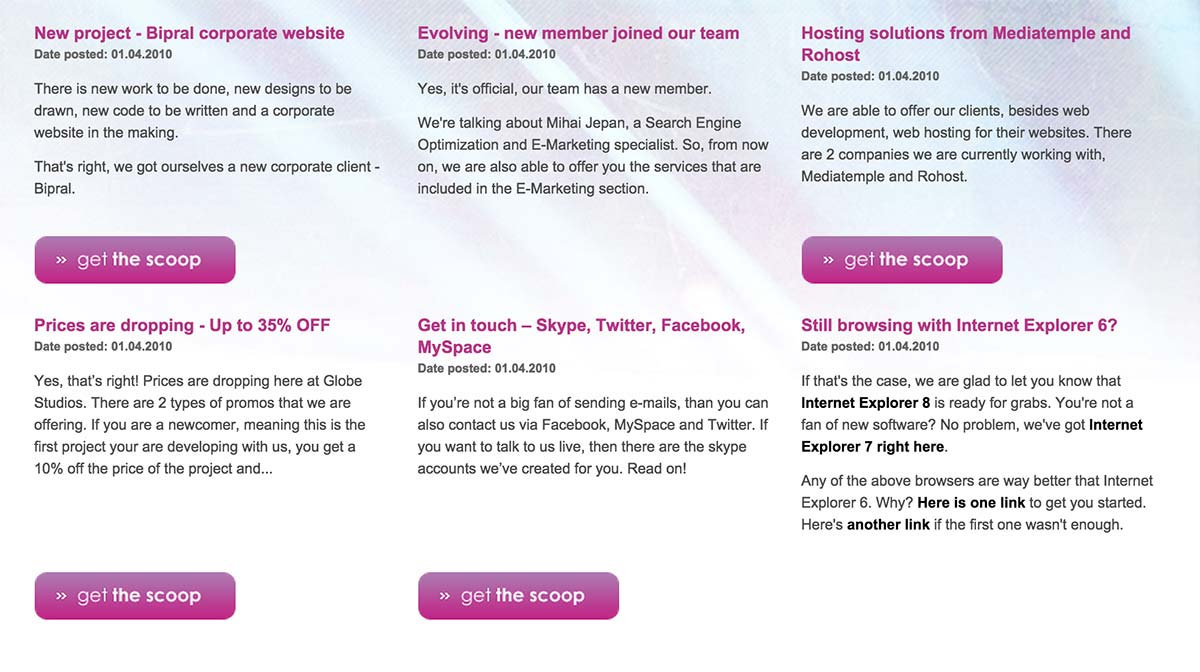 New project - Bipral corporate website
Date posted: 01.04.2010
There is new work to be done, new designs to be
drawn, new code to be written and a corporate
website in the making.
That's right, we got ourselves a new corporate client -
Bipral.
» get the scoop
Evolving - new member joined our team
Date posted: 01.04.2010
Yes, it's official, our team has a new member.
We're talking about Mihai Jepan, a Search Engine
Optimization and E-Marketing specialist. So, from now
on, we are also able to offer you the services that are
included in the E-Marketing section.
Hosting solutions from Mediatemple and
Rohost
Date posted: 01.04.2010
We are able to offer our clients, besides web
development, web hosting for their websites. There
are 2 companies we are currently working with,
Mediatemple and Rohost.
» get the scoop
Prices are dropping - Up to 35% OFF
Date posted: 01.04.2010
Yes, that’s right! Prices are dropping here at Globe
Studios. There are 2 types of promos that we are
offering. If you are a newcomer, meaning this is the
first project your are developing with us, you get a
10% off the price of the project and...
» get the scoop
Get in touch – Skype, Twitter, Facebook,
MySpace
Date posted: 01.04.2010
If you’re not a big fan of sending e-mails, than you can
also contact us via Facebook, MySpace and Twitter. If
you want to talk to us live, then there are the skype
accounts we’ve created for you. Read on!
» get the scoop
Still browsing with Internet Explorer 6?
Date posted: 01.04.2010
If that's the case, we are glad to let you know that
Internet Explorer 8 is ready for grabs. You're not a
fan of new software? No problem, we've got Internet
Explorer 7 right here.
Any of the above browsers are way better that Internet
Explorer 6. Why? Here is one link to get you started.
Here's another link if the first one wasn't enough.